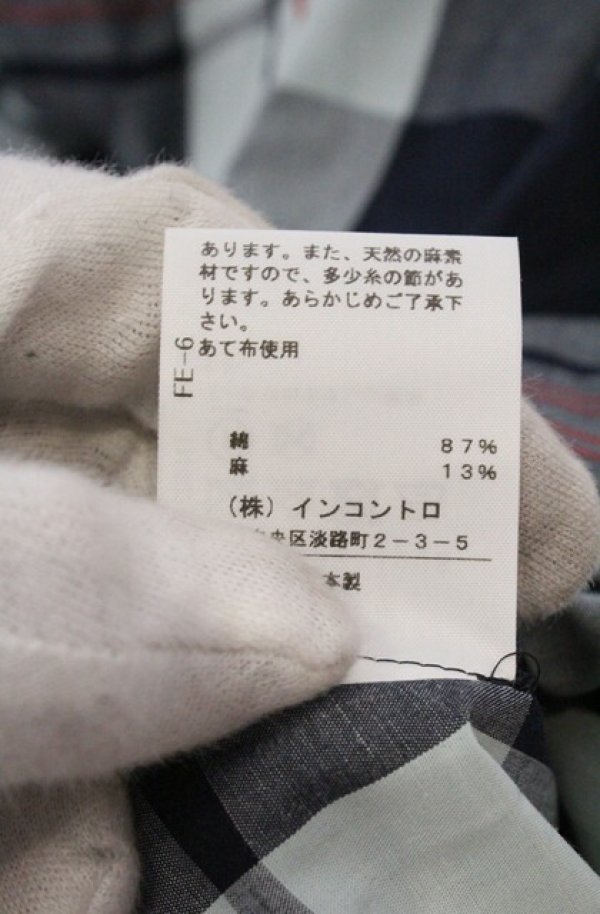 あります。また、天然の麻素
材ですので、多少糸の節があ
ります。あらかじめご了承下
さい。
あて布使用
FE-6
綿 87%
麻 13%
(株)インコントロ
央区淡路町2-3-5
本製